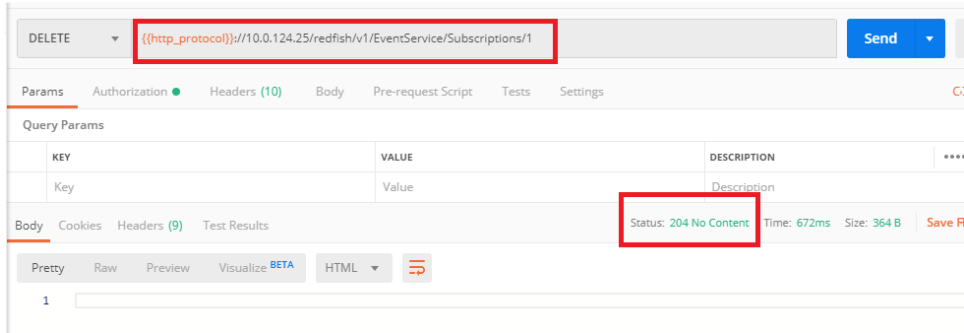 DELETE {{http_protocol}}://10.0.124.25/redfish/v1/EventService/Subscriptions/1 Send
Params Authorization Headers (10) Body Pre-request Script Tests Settings
Query Params
KEY VALUE DESCRIPTION
Key Value Description
Body Cookies Headers (9) Test Results Status: 204 No Content Time: 672ms Size: 364 B Save
Pretty Raw Preview Visualize BETA HTML
1